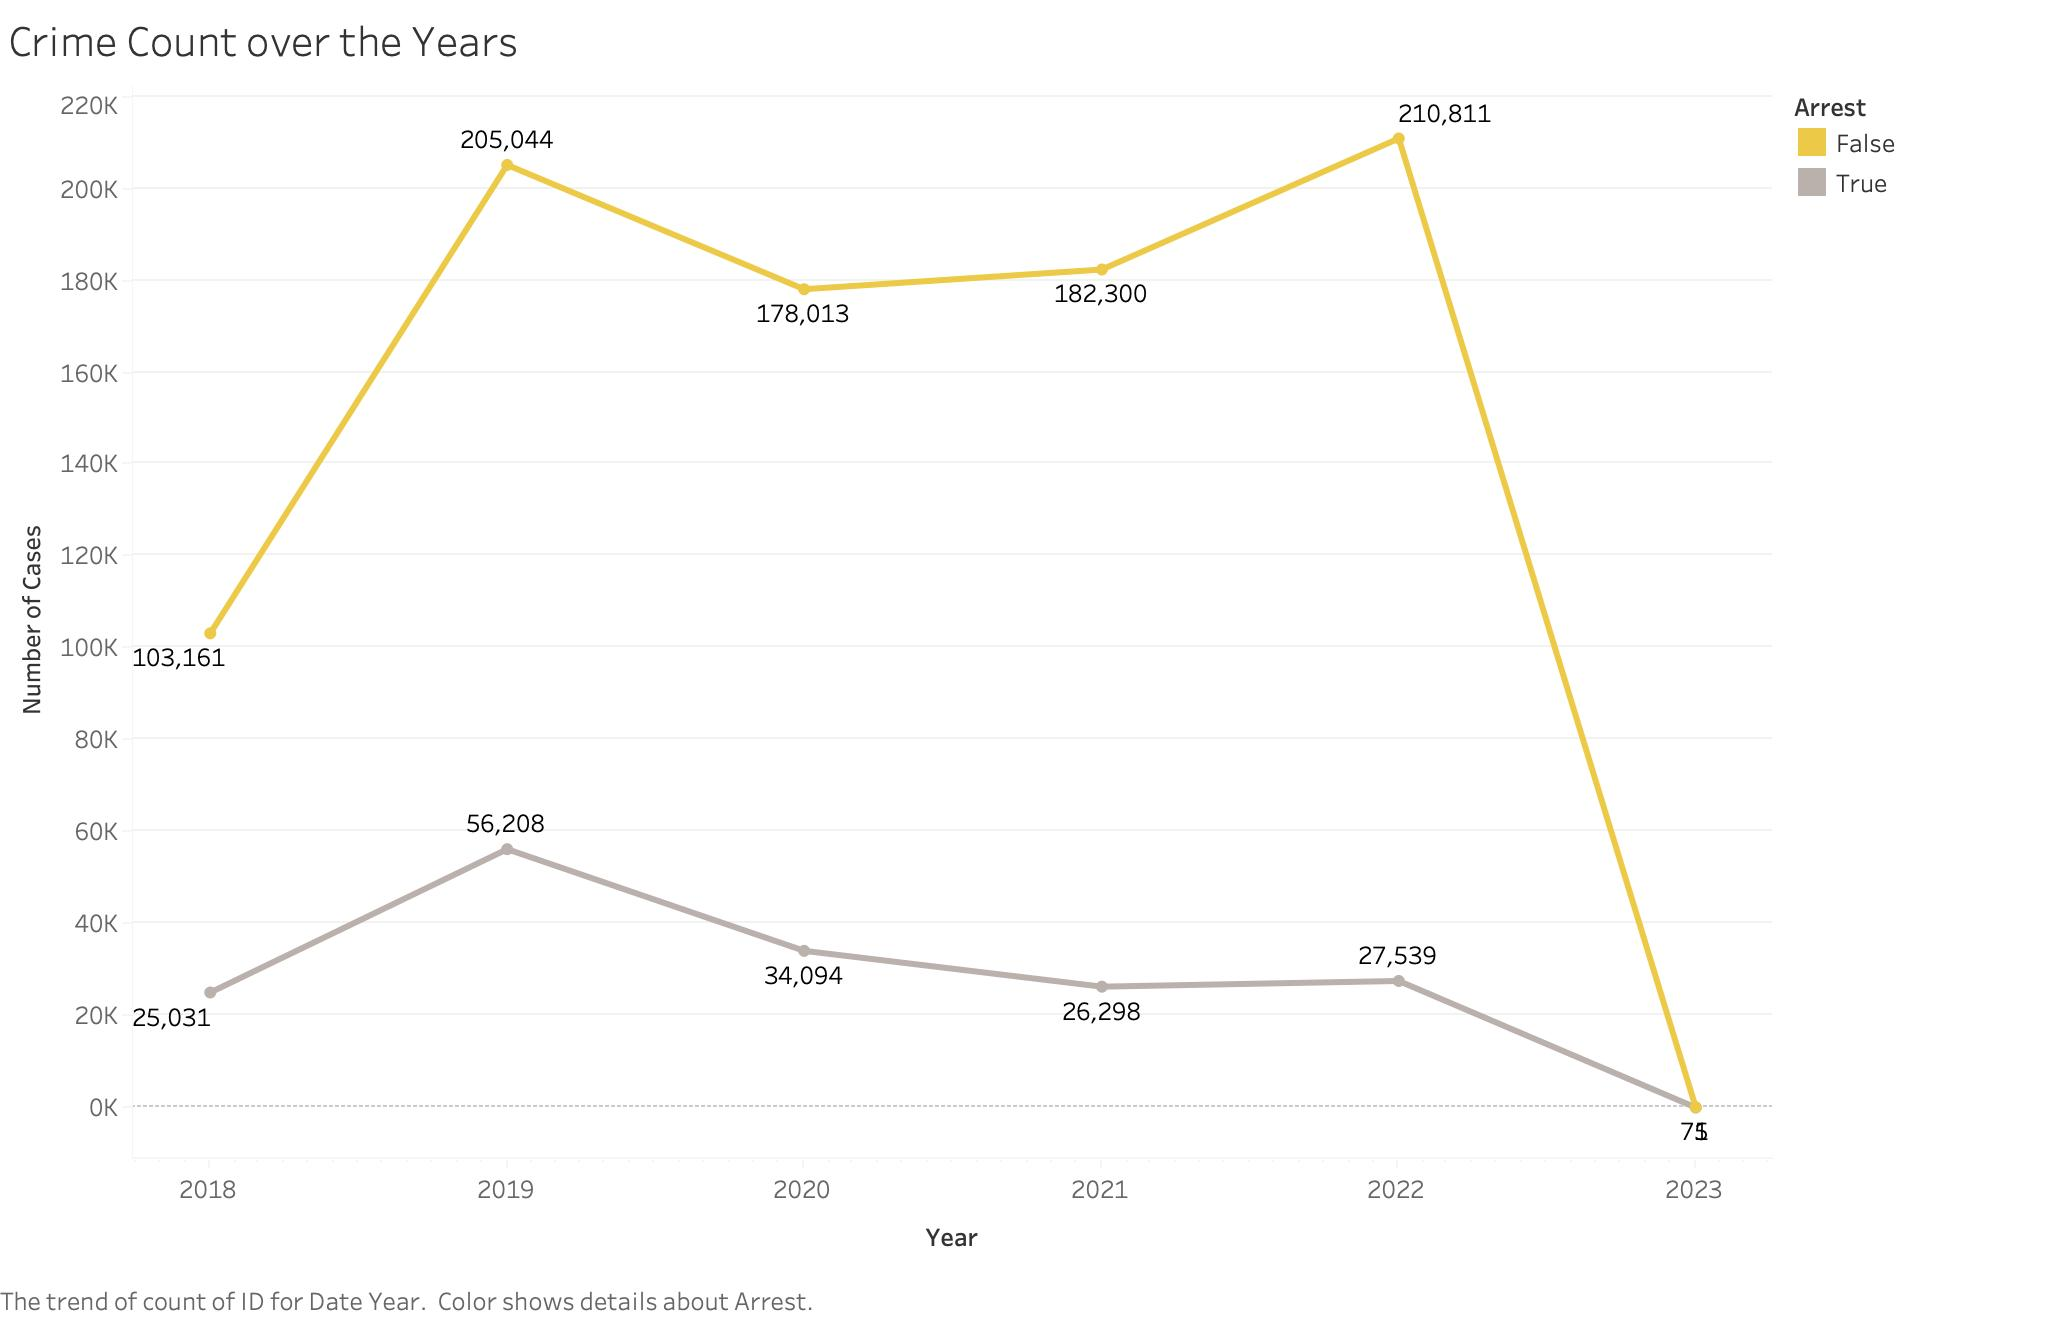 Crime Count over the Years
220K
200K
180K
160K
140K
120K
100K
80K
60K
40K
20K
0K
Number of Cases
205,044
210,811
178,013
182,300
103,161
56,208
34,094
26,298
27,539
25,031
2018
2019
2020
2021
2022
2023
Year
Arrest
False
True
The trend of count of ID for Date Year. Color shows details about Arrest.